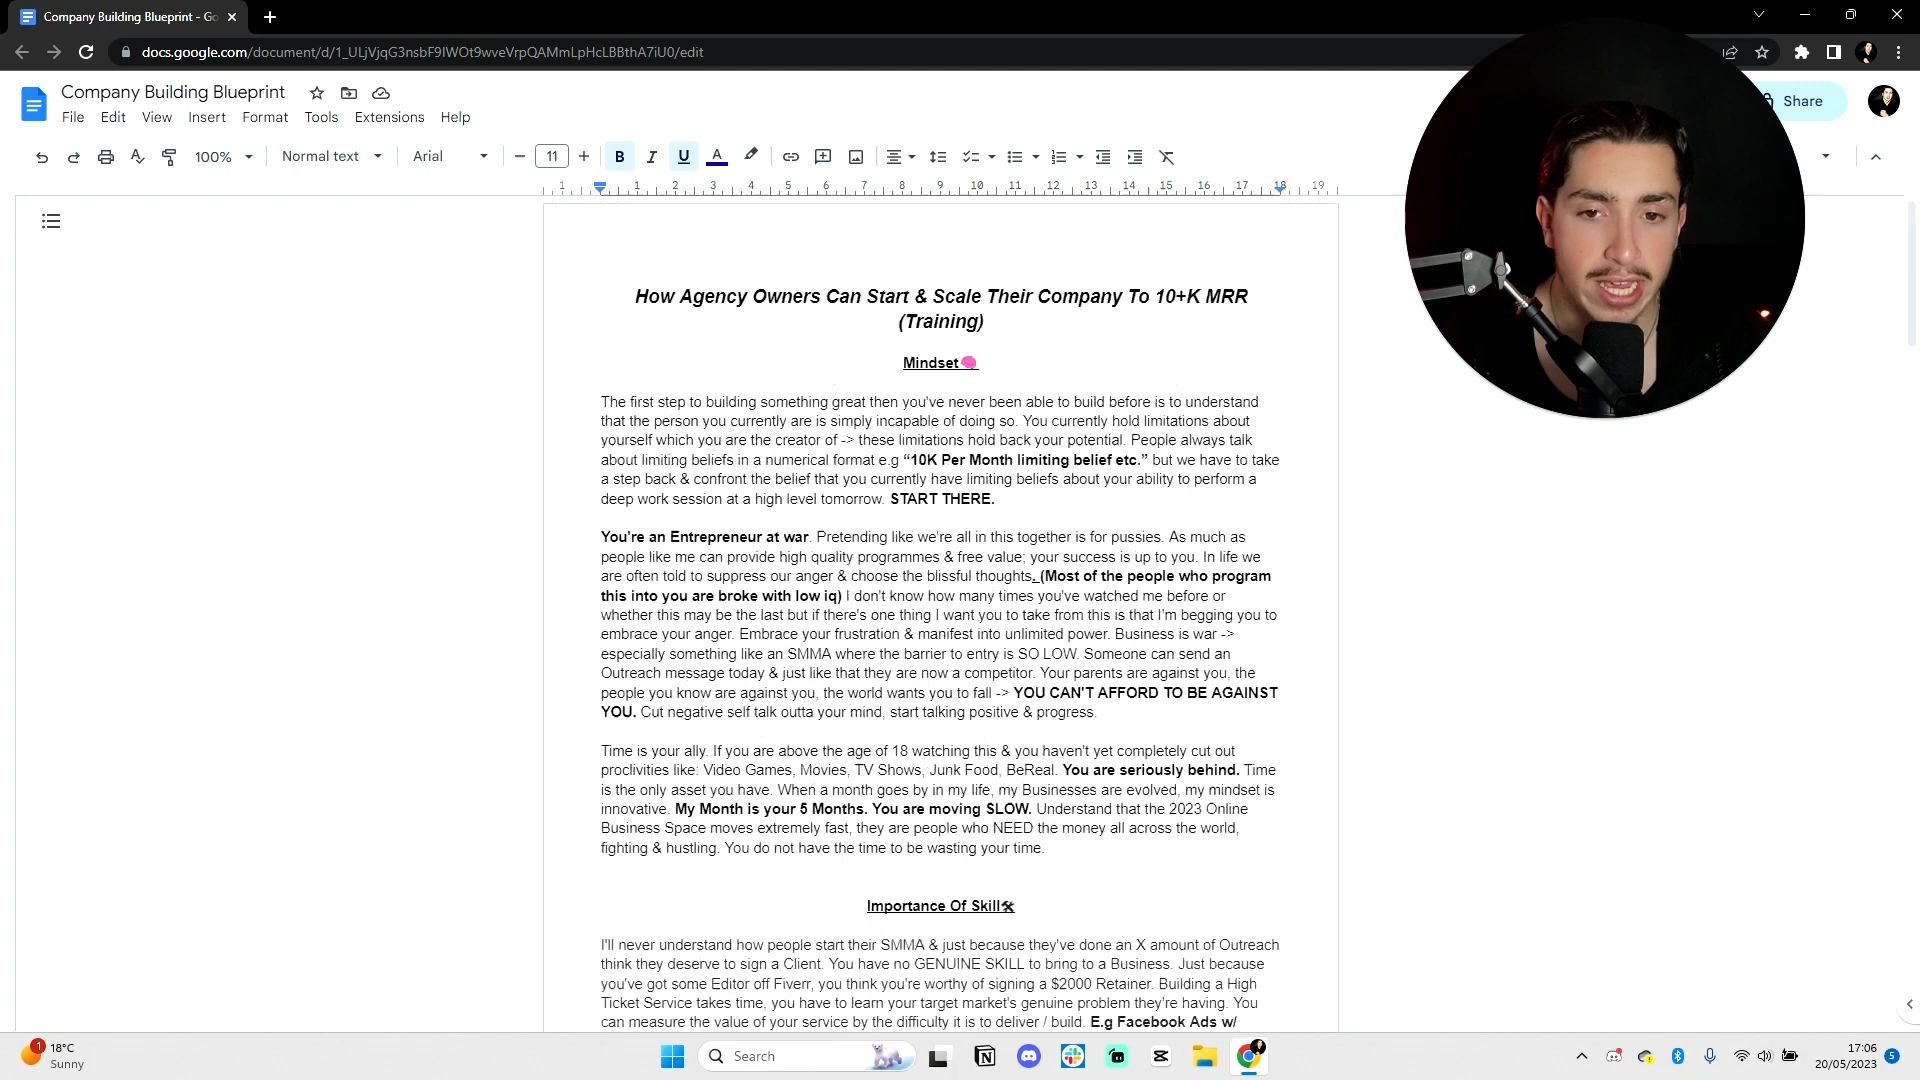 Company Building Blueprint - Go
docs.google.com/document/d/1_ULjVjqG3nsbF9IWOt9wveVrpQAMmLpHcLBBthA7iU0/edit
Company Building Blueprint
Share
File Edit View Insert Format Tools Extensions Help
100% Normal text Arial 11
1 1 2 3 4 5 6 7 8 9 10 11 12 13 14 15 16 17 18 19
How Agency Owners Can Start & Scale Their Company To 10+K MRR
(Training)
Mindset🧠
The first step to building something great then you've never been able to build before is to understand
that the person you currently are is simply incapable of doing so. You currently hold limitations about
yourself which you are the creator of -> these limitations hold back your potential. People always talk
about limiting beliefs in a numerical format e.g “10K Per Month limiting belief etc.” but we have to take
a step back & confront the belief that you currently have limiting beliefs about your ability to perform a
deep work session at a high level tomorrow. START THERE.
You're an Entrepreneur at war. Pretending like we're all in this together is for pussies. As much as
people like me can provide high quality programmes & free value; your success is up to you. In life we
are often told to suppress our anger & choose the blissful thoughts. (Most of the people who program
this into you are broke with low iq) I don't know how many times you've watched me before or
whether this may be the last but if there's one thing I want you to take from this is that I'm begging you to
embrace your anger. Embrace your frustration & manifest into unlimited power. Business is war ->
especially something like an SMMA where the barrier to entry is SO LOW. Someone can send an
Outreach message today & just like that they are now a competitor. Your parents are against you, the
people you know are against you, the world wants you to fall -> YOU CAN'T AFFORD TO BE AGAINST
YOU. Cut negative self talk outta your mind, start talking positive & progress.
Time is your ally. If you are above the age of 18 watching this & you haven't yet completely cut out
proclivities like: Video Games, Movies, TV Shows, Junk Food, BeReal. You are seriously behind. Time
is the only asset you have. When a month goes by in my life, my Businesses are evolved, my mindset is
innovative. My Month is your 5 Months. You are moving SLOW. Understand that the 2023 Online
Business Space moves extremely fast, they are people who NEED the money all across the world,
fighting & hustling. You do not have the time to be wasting your time.
Importance Of Skill🛠
I'll never understand how people start their SMMA & just because they've done an X amount of Outreach
think they deserve to sign a Client. You have no GENUINE SKILL to bring to a Business. Just because
you've got some Editor off Fiverr, you think you're worthy of signing a $2000 Retainer. Building a High
Ticket Service takes time, you have to learn your target market's genuine problem they're having. You
can measure the value of your service by the difficulty it is to deliver / build. E.g Facebook Ads w/
1
18°C
Sunny
Search
17:06
20/05/2023
5